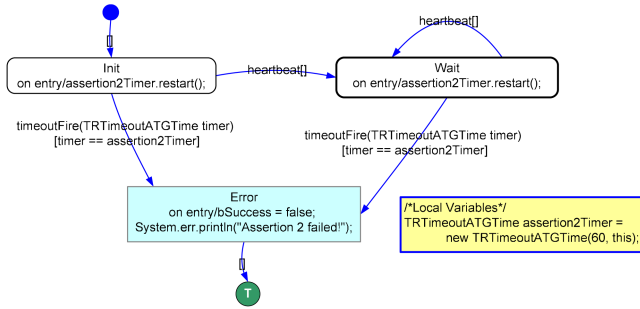 heartbeat[]
[]
Init
on entry/assertion2Timer.restart();
heartbeat[]
Wait
on entry/assertion2Timer.restart();
timeoutFire(TRTimeoutATGTime timer)
[timer == assertion2Timer]
timeoutFire(TRTimeoutATGTime timer)
[timer == assertion2Timer]
Error
on entry/bSuccess = false;
System.err.println("Assertion 2 failed!");
/*Local Variables*/
TRTimeoutATGTime assertion2Timer =
new TRTimeoutATGTime(60, this);
[]
T